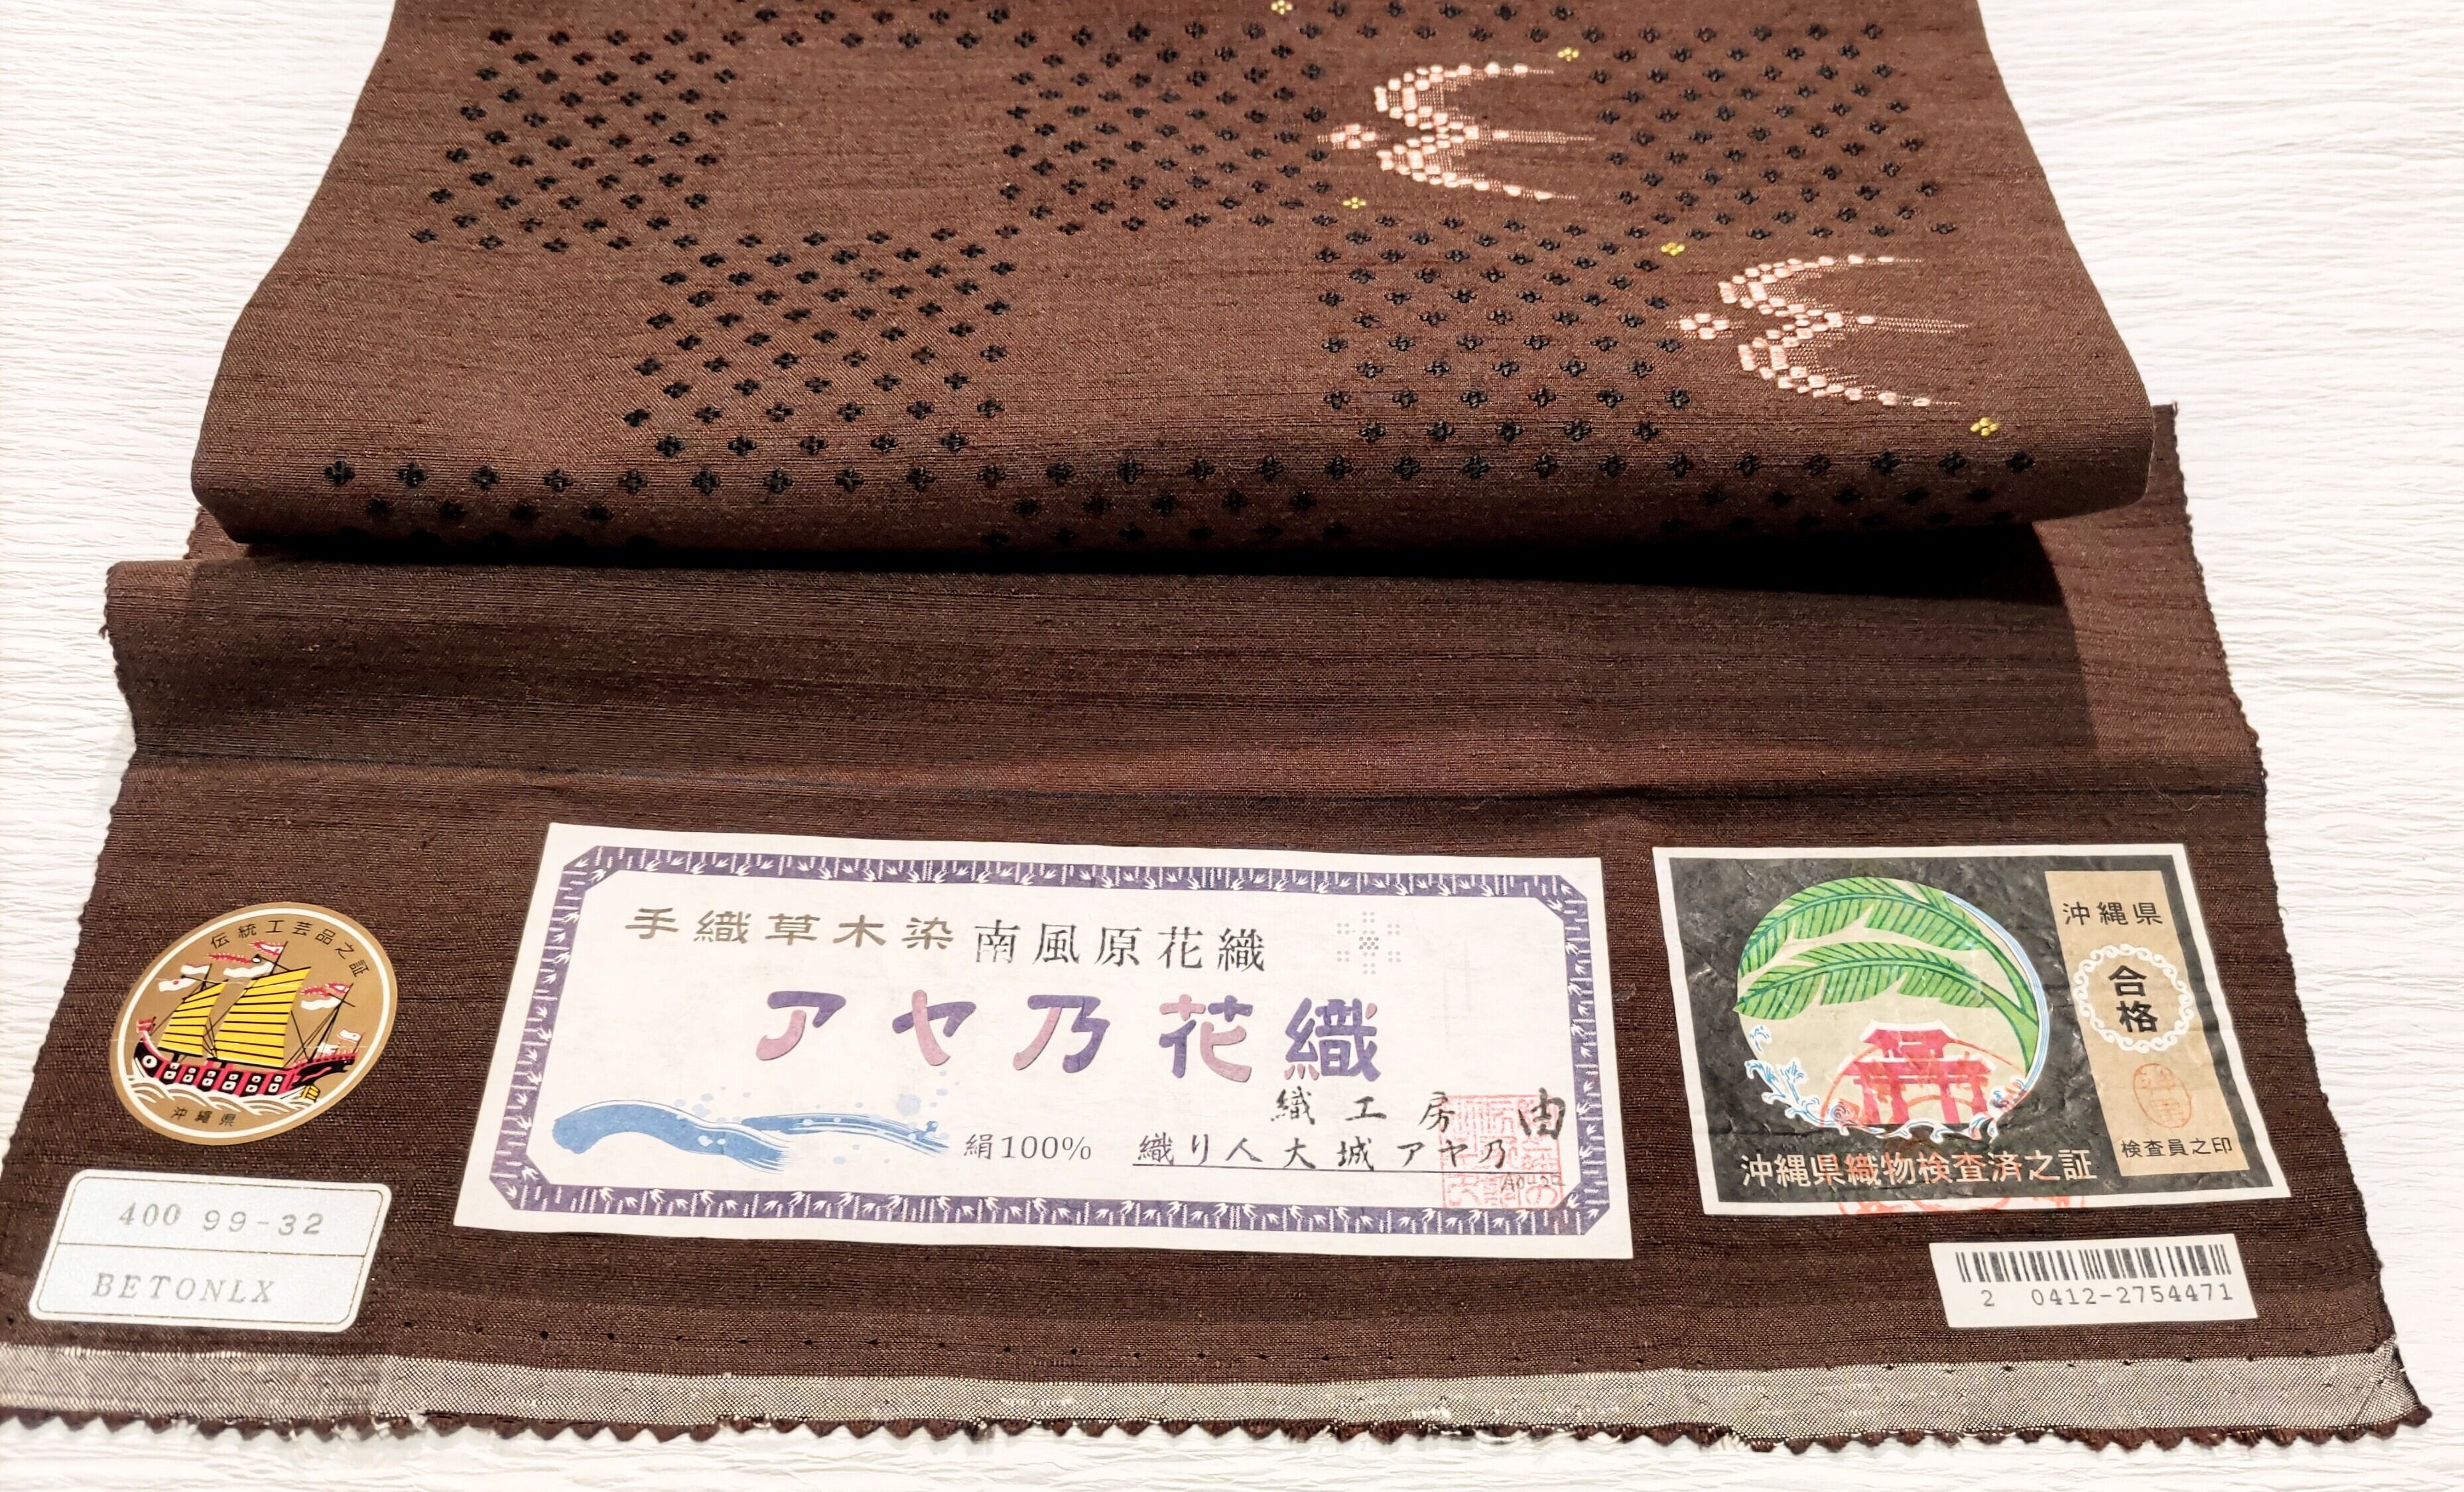 伝統工芸品之証
沖縄県
400 99-32
BETONLX
手織草木染 南風原花織
アヤ乃花織
織工房 由
絹100% 織り人 大城アヤ乃
沖縄県
合格
検査員之印
沖縄県織物検査済之証
2 0412-2754471